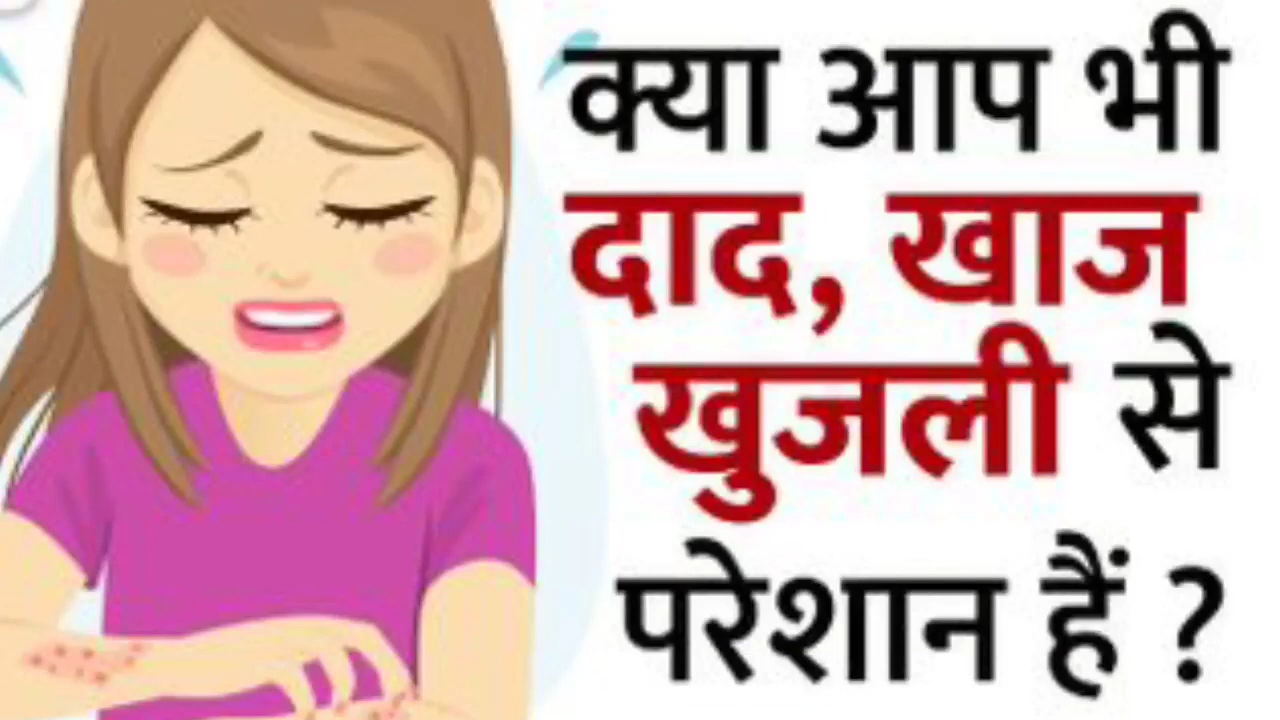 क्या आप भी
दाद, खाज
खुजली से
परेशान हैं ?